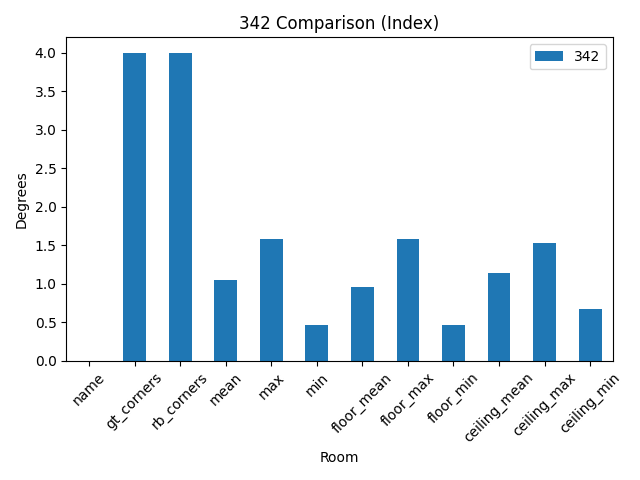 342 Comparison (Index)
342
Degrees
4.0
3.5
3.0
2.5
2.0
1.5
1.0
0.5
0.0
name
gt_corners
rb_corners
mean
max
min
floor_mean
floor_max
floor_min
ceiling_mean
ceiling_max
ceiling_min
Room